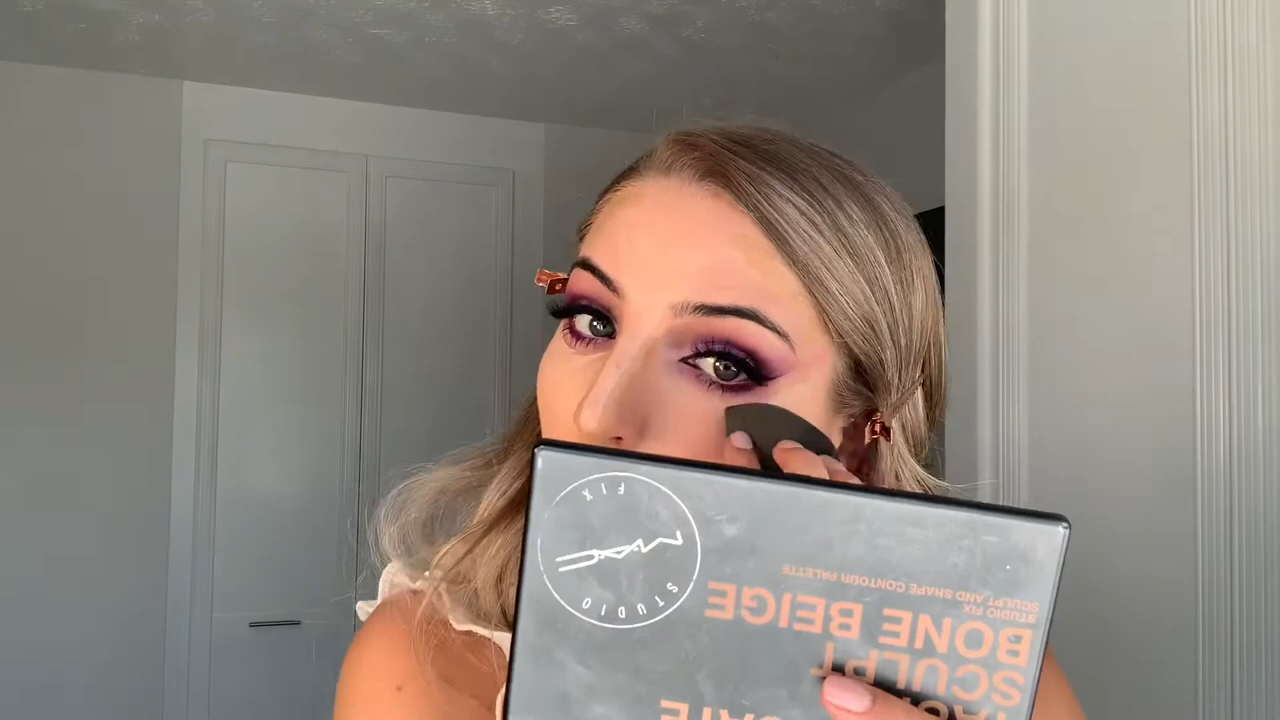 SCULPT
BONE BEIGE
STUDIO FIX
SCULPT AND SHAPE CONTOUR PALETTE
STUDIO
MAC
FIX